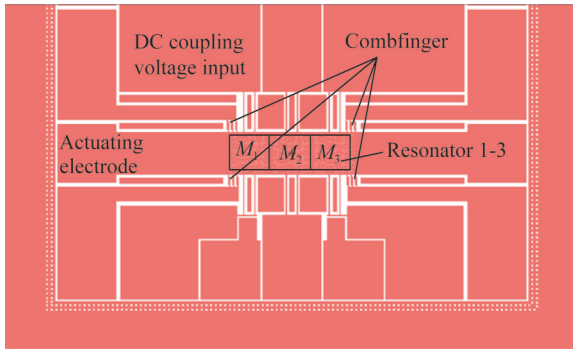 DC coupling
voltage input
Combfinger
Actuating
electrode
M1 M2 M3
Resonator 1-3